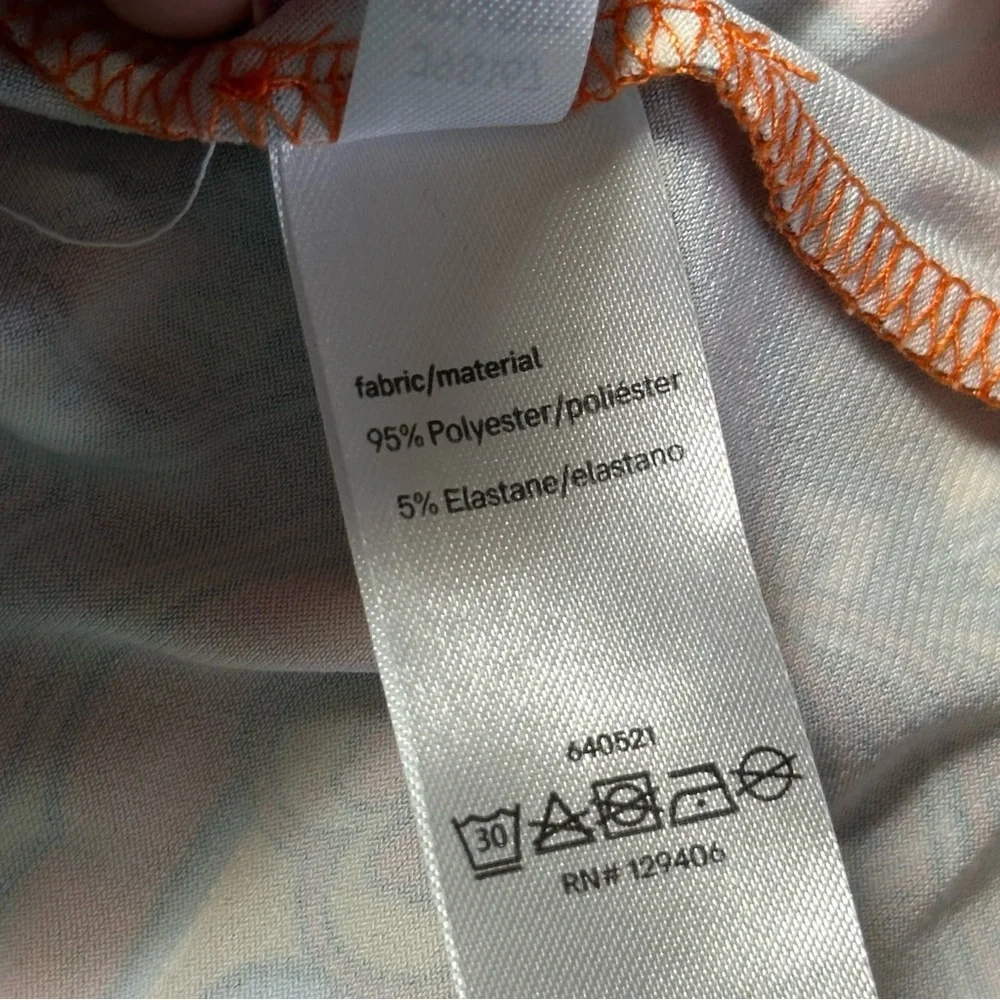 fabric/material
95% Polyester/poliéster
5% Elastane/elastano
640521
30
RN# 129406